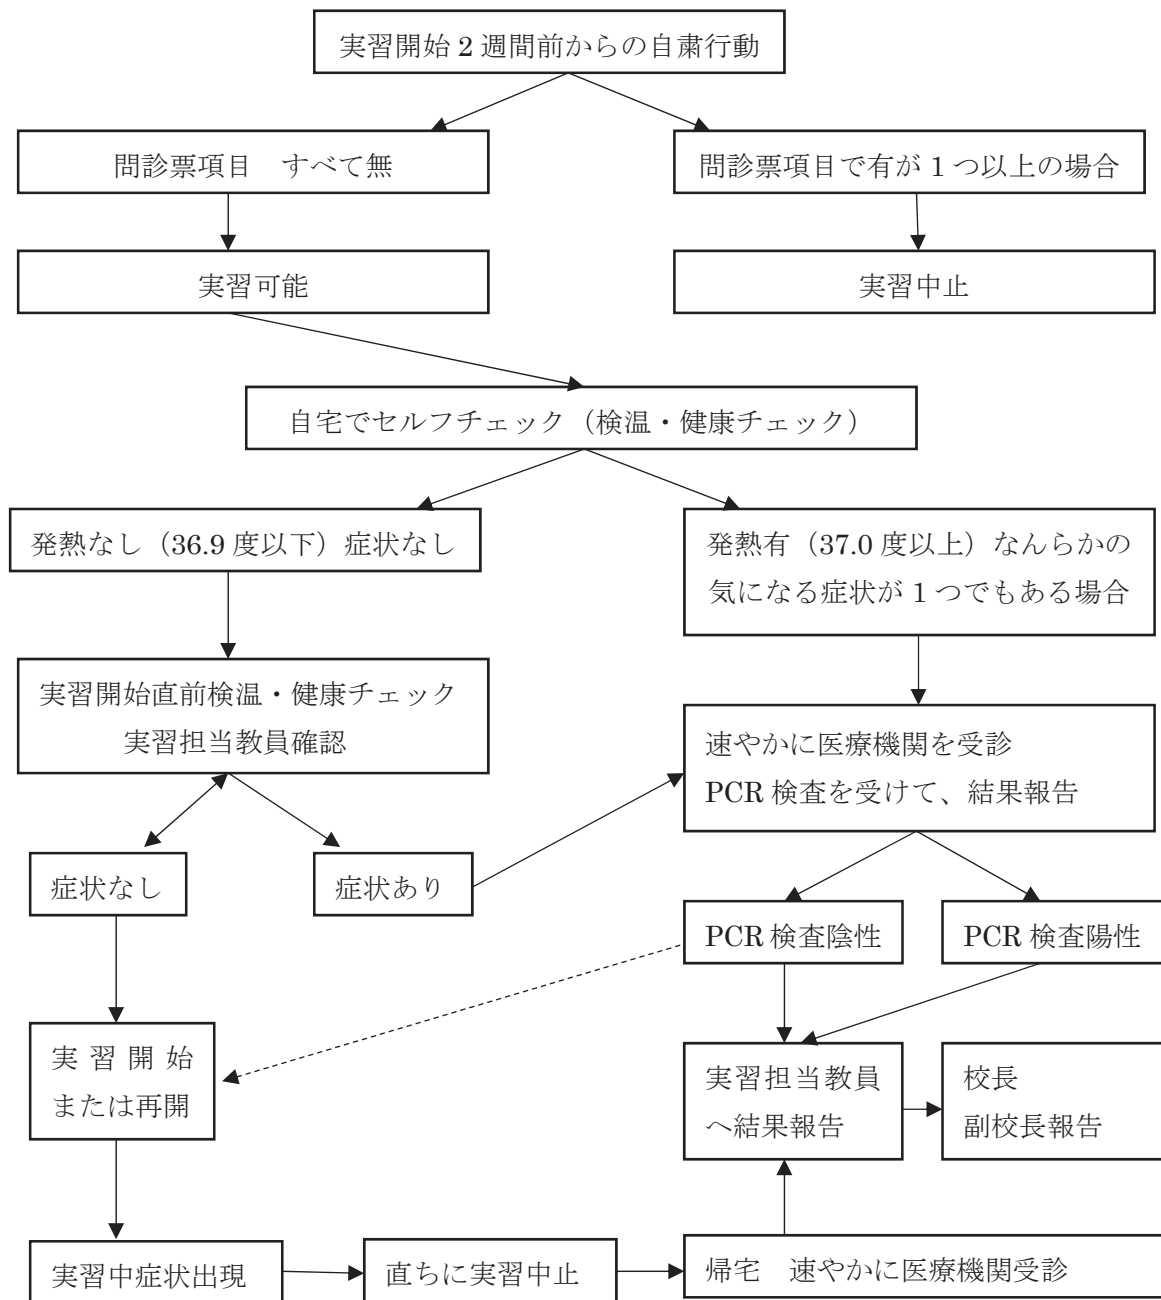 実習開始 2 週間前からの自粛行動
問診票項目　すべて無
問診票項目で有が 1 つ以上の場合
実習可能
実習中止
自宅でセルフチェック（検温・健康チェック）
発熱なし（36.9 度以下）症状なし
発熱有（37.0 度以上）なんらかの
気になる症状が 1 つでもある場合
実習開始直前検温・健康チェック
実習担当教員確認
速やかに医療機関を受診
PCR 検査を受けて、結果報告
症状なし
症状あり
PCR 検査陰性
PCR 検査陽性
実習開始
または再開
実習担当教員
へ結果報告
校長
副校長報告
実習中症状出現
直ちに実習中止
帰宅　速やかに医療機関受診